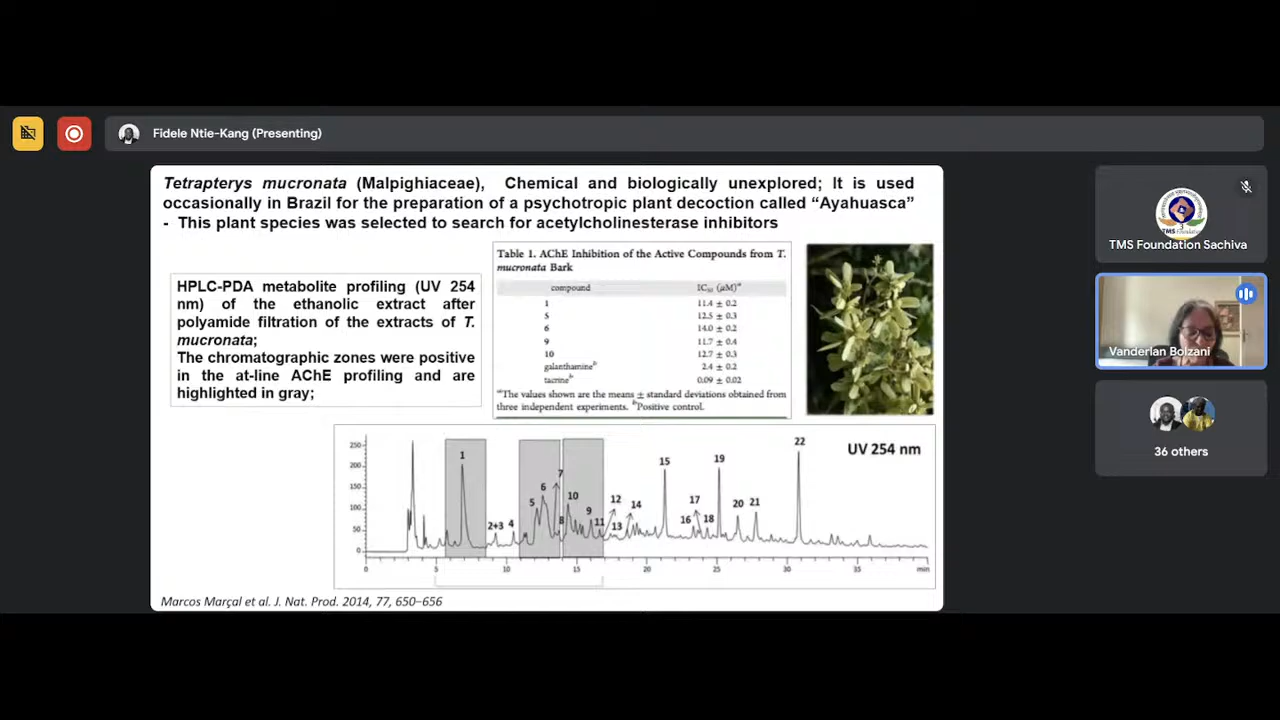 Fidele Ntie-Kang (Presenting)
Tetrapterys mucronata (Malpighiaceae), Chemical and biologically unexplored; It is used
occasionally in Brazil for the preparation of a psychotropic plant decoction called “Ayahuasca”
- This plant species was selected to search for acetylcholinesterase inhibitors
HPLC-PDA metabolite profiling (UV 254
nm) of the ethanolic extract after
polyamide filtration of the extracts of T.
mucronata;
The chromatographic zones were positive
in the at-line AChE profiling and are
highlighted in gray;
Table 1. AChE Inhibition of the Active Compounds from T.
mucronata Bark
compound IC50 (μM)a
1 11.4 ± 0.2
5 12.5 ± 0.3
6 14.0 ± 0.2
9 11.7 ± 0.4
10 12.7 ± 0.3
galanthamineb 2.4 ± 0.2
tacrineb 0.09 ± 0.02
aThe values shown are the means ± standard deviations obtained from
three independent experiments. bPositive control.
UV 254 nm
250
200
150
100
50
0
1
2+3
4
5
6
7
8
10
9
11
12
13
14
15
16
17
18
19
20
21
22
0 5 10 15 20 25 30 35 min
Marcos Marçal et al. J. Nat. Prod. 2014, 77, 650–656
TMS Foundation
TMS Foundation Sachiva
Vanderlan Bolzani
36 others